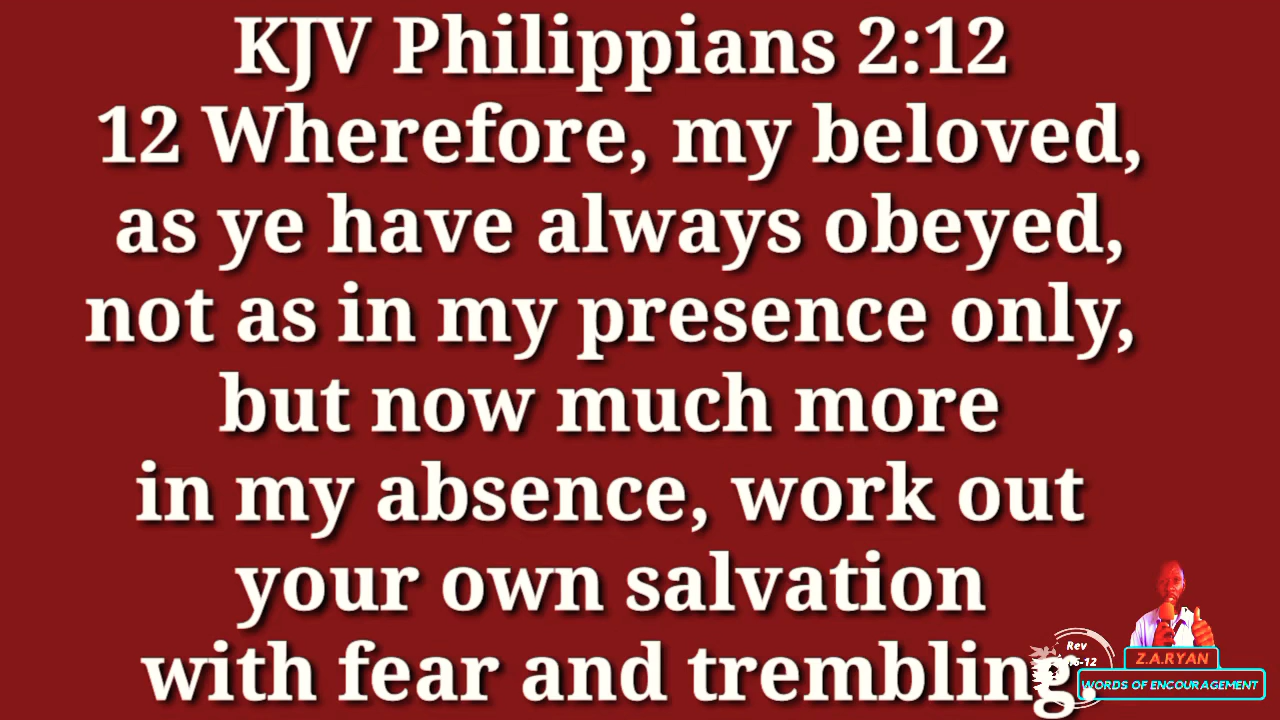 KJV Philippians 2:12
12 Wherefore, my beloved,
as ye have always obeyed,
not as in my presence only,
but now much more
in my absence, work out
your own salvation
with fear and trembling.
Rev
Z.A.RYAN
WORDS OF ENCOURAGEMENT